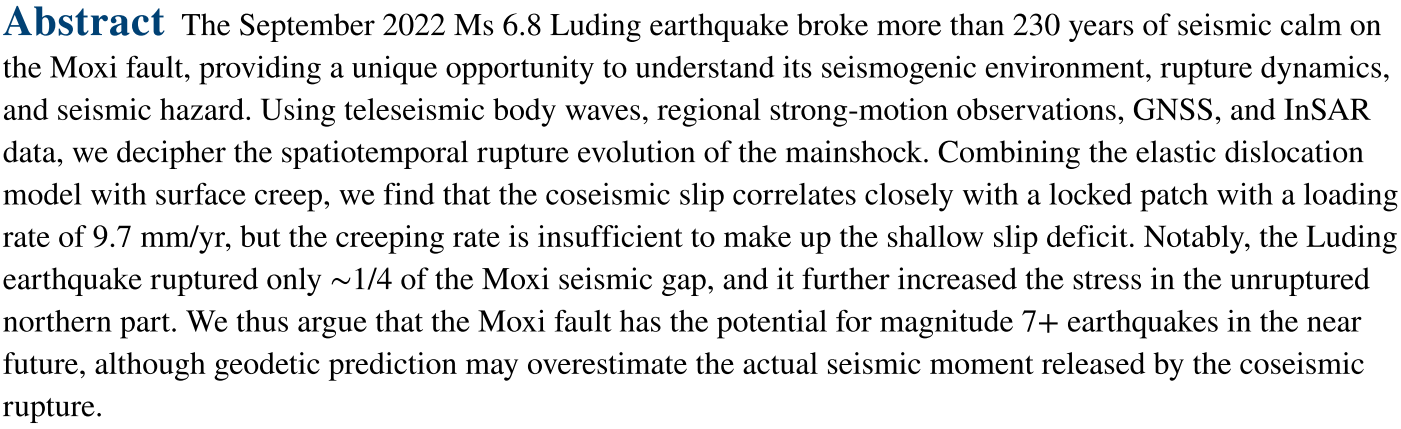 Abstract The September 2022 Ms 6.8 Luding earthquake broke more than 230 years of seismic calm on
the Moxi fault, providing a unique opportunity to understand its seismogenic environment, rupture dynamics,
and seismic hazard. Using teleseismic body waves, regional strong-motion observations, GNSS, and InSAR
data, we decipher the spatiotemporal rupture evolution of the mainshock. Combining the elastic dislocation
model with surface creep, we find that the coseismic slip correlates closely with a locked patch with a loading
rate of 9.7 mm/yr, but the creeping rate is insufficient to make up the shallow slip deficit. Notably, the Luding
earthquake ruptured only ∼1/4 of the Moxi seismic gap, and it further increased the stress in the unruptured
northern part. We thus argue that the Moxi fault has the potential for magnitude 7+ earthquakes in the near
future, although geodetic prediction may overestimate the actual seismic moment released by the coseismic
rupture.